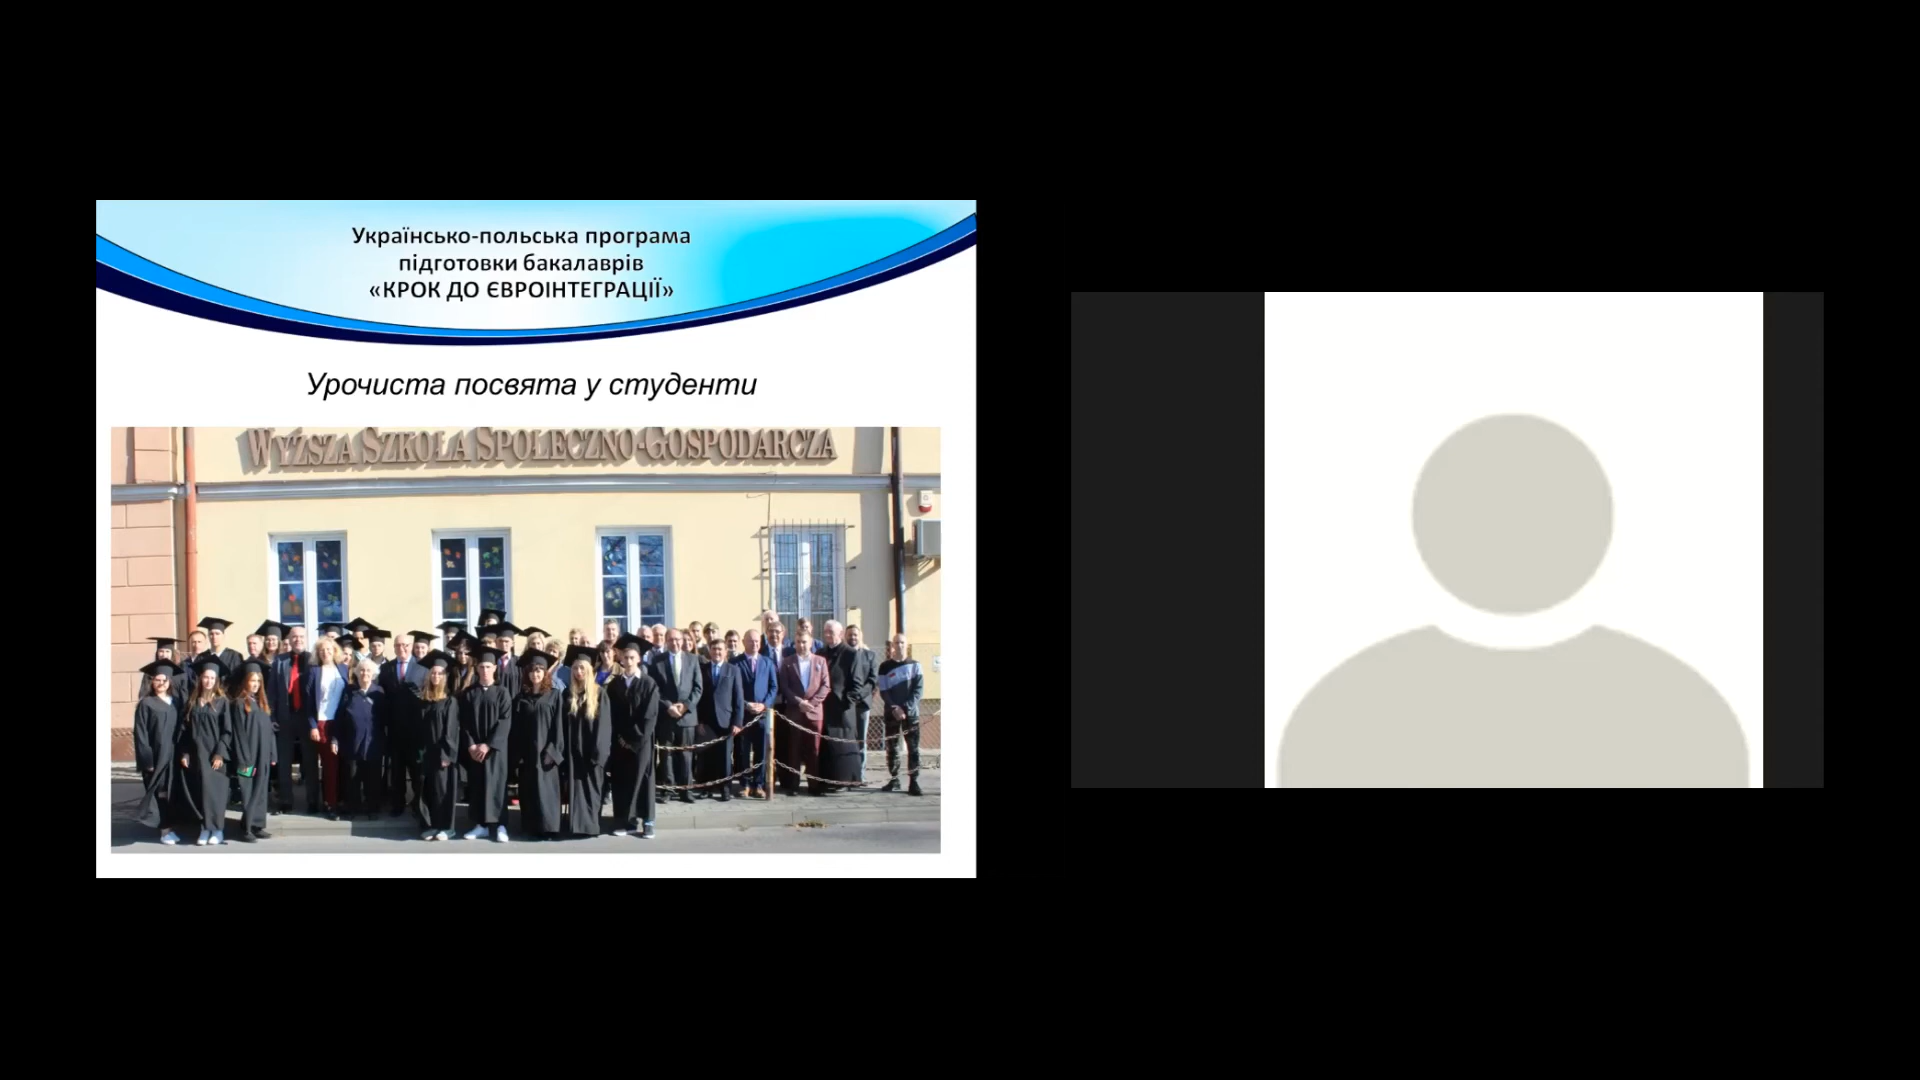 Українсько-польська програма
підготовки бакалаврів
«КРОК ДО ЄВРОІНТЕГРАЦІЇ»
Урочиста посвята у студенти
WYŻSZA SZKOŁA SPOŁECZNO-GOSPODARCZA